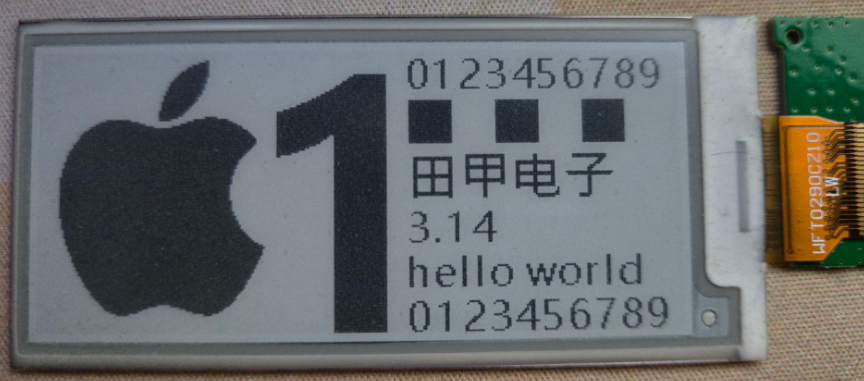 1
0123456789
田甲电子
3.14
hello world
0123456789
WFT0290CZ10
LW